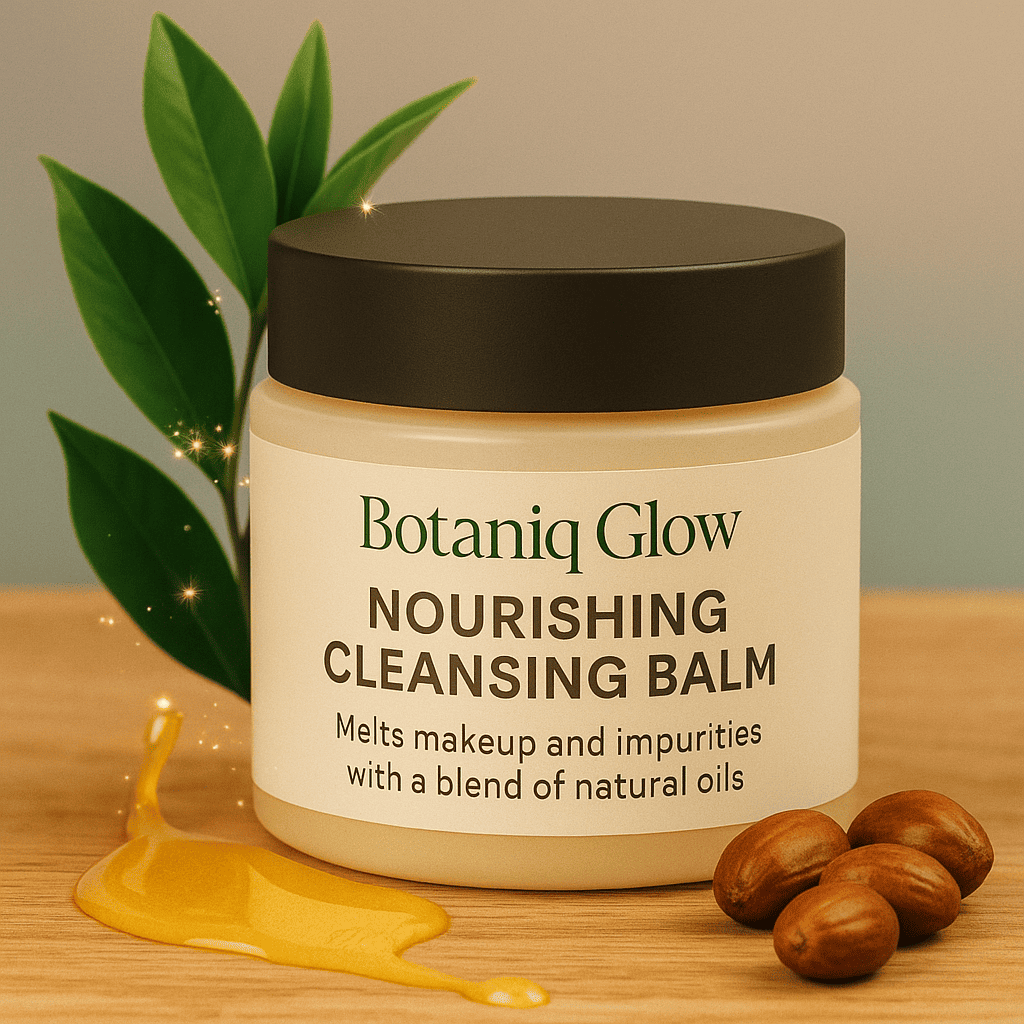 Botaniq Glow
NOURISHING
CLEANSING BALM
Melts makeup and impurities
with a blend of natural oils